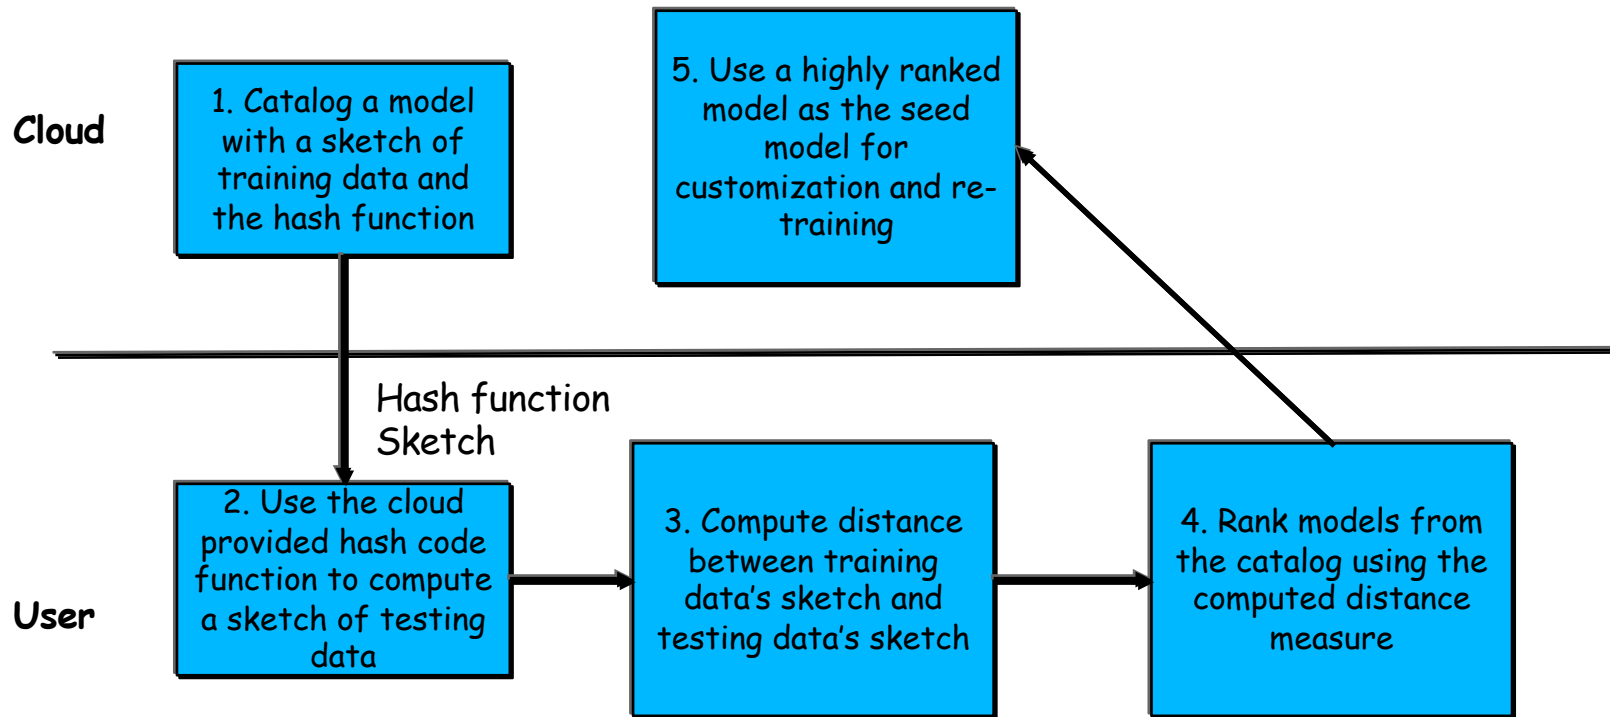 Cloud
1. Catalog a model
with a sketch of
training data and
the hash function
5. Use a highly ranked
model as the seed
model for
customization and re-
training
Hash function
Sketch
User
2. Use the cloud
provided hash code
function to compute
a sketch of testing
data
3. Compute distance
between training
data’s sketch and
testing data’s sketch
4. Rank models from
the catalog using the
computed distance
measure